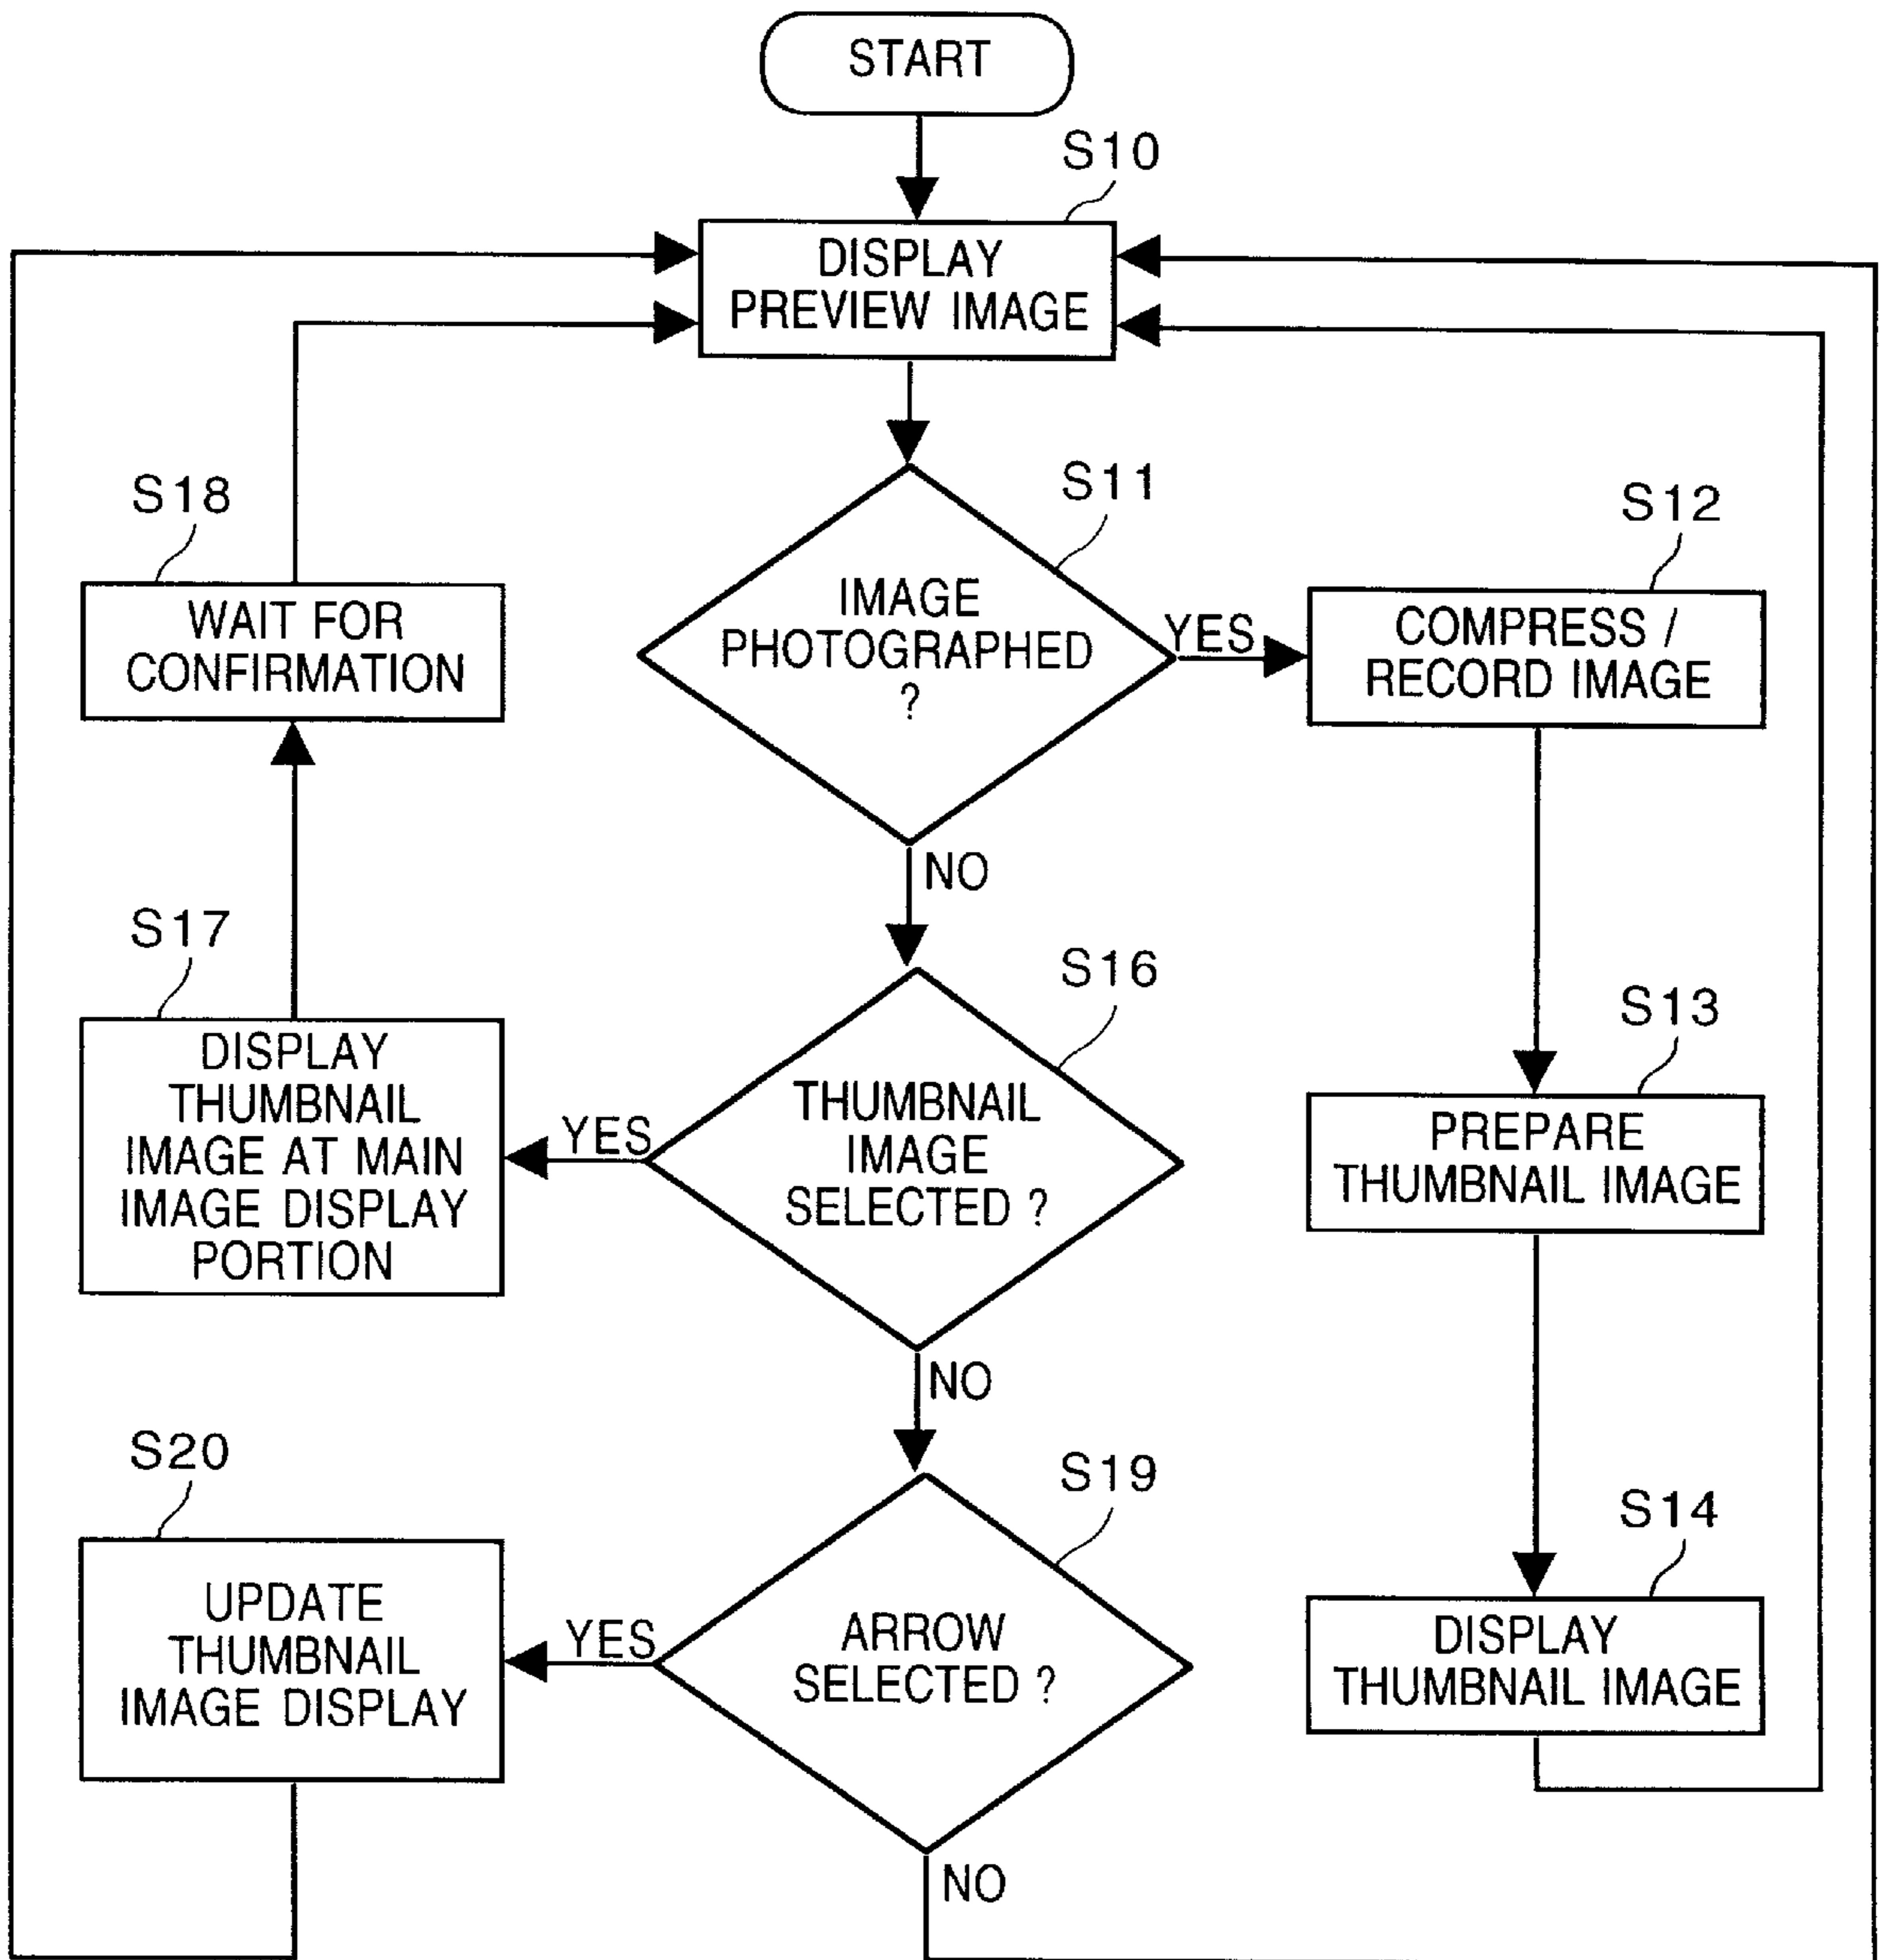 START
S10
DISPLAY
PREVIEW IMAGE
S11
IMAGE
PHOTOGRAPHED
?
YES
S12
COMPRESS /
RECORD IMAGE
S18
WAIT FOR
CONFIRMATION
NO
S17
DISPLAY
THUMBNAIL
IMAGE AT MAIN
IMAGE DISPLAY
PORTION
S16
THUMBNAIL
IMAGE
SELECTED ?
YES
S13
PREPARE
THUMBNAIL IMAGE
NO
S20
UPDATE
THUMBNAIL
IMAGE DISPLAY
S19
ARROW
SELECTED ?
YES
S14
DISPLAY
THUMBNAIL IMAGE
NO